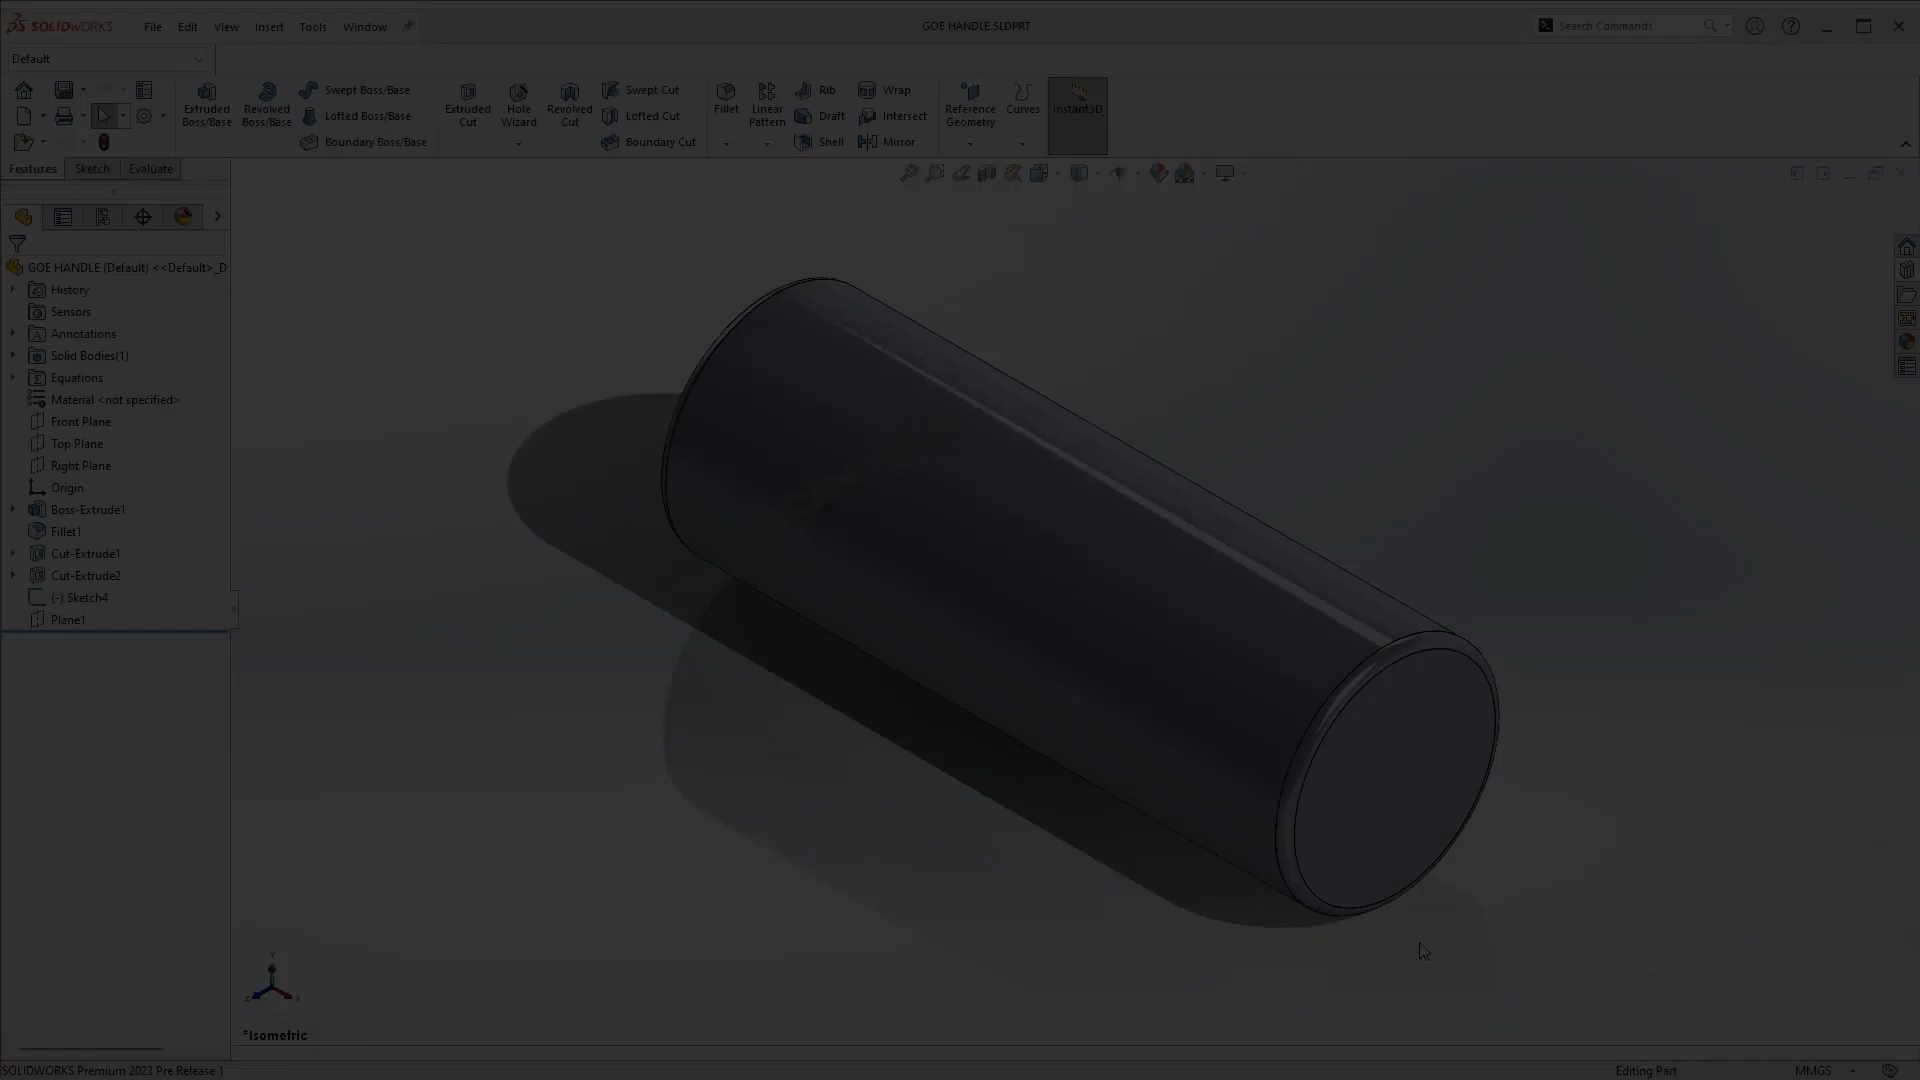 SOLIDWORKS File Edit View Insert Tools Window GOE HANDLE.SLDPRT Search Commands
Default
Extruded Boss/Base
Revolved Boss/Base
Swept Boss/Base
Lofted Boss/Base
Boundary Boss/Base
Extruded Cut
Hole Wizard
Revolved Cut
Swept Cut
Lofted Cut
Boundary Cut
Fillet
Linear Pattern
Rib
Draft
Shell
Wrap
Intersect
Mirror
Reference Geometry
Curves
Instant3D
Features Sketch Evaluate
GOE HANDLE (Default) <<Default>_D
History
Sensors
Annotations
Solid Bodies(1)
Equations
Material <not specified>
Front Plane
Top Plane
Right Plane
Origin
Boss-Extrude1
Fillet1
Cut-Extrude1
Cut-Extrude2
(-) Sketch4
Plane1
Y
Z X
*Isometric
SOLIDWORKS Premium 2023 Pre Release 1 Editing Part MMGS